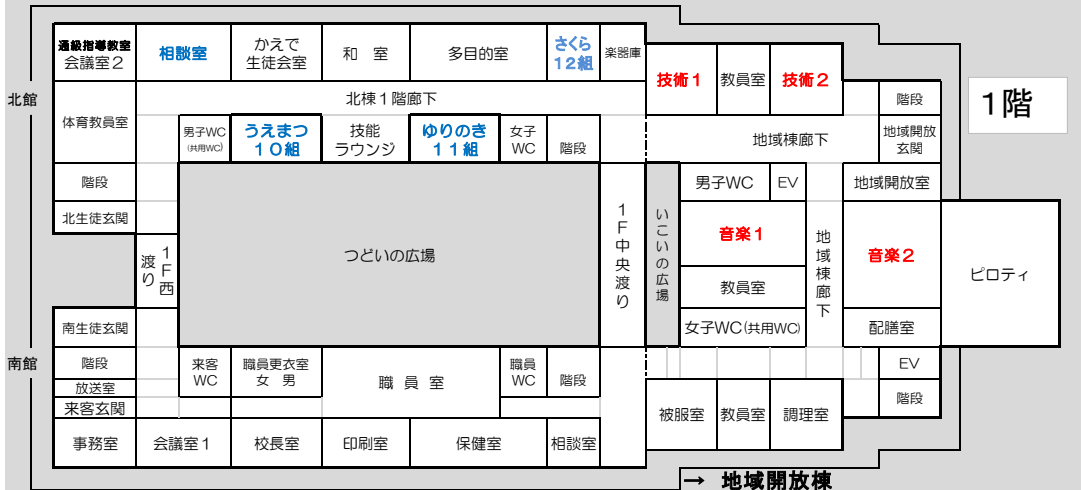 通級指導教室
会議室２
相談室
かえで
生徒会室
和　室
多目的室
さくら
１２組
楽器庫
技術１
教員室
技術２
１階
北館
体育教員室
北棟１階廊下
階段
男子WC
(共用WC)
うえまつ
１０組
技能
ラウンジ
ゆりのき
１１組
女子
WC
階段
地域棟廊下
地域開放
玄関
階段
北生徒玄関
つどいの広場
１F中央渡り
いこいの広場
男子WC
EV
地域開放室
音楽１
地域棟廊下
音楽２
ピロティ
１F西
渡り
教員室
南生徒玄関
女子WC(共用WC)
配膳室
南館
階段
来客
WC
職員更衣室
女　男
職　員　室
職員
WC
階段
EV
放送室
来客玄関
被服室
教員室
調理室
階段
事務室
会議室１
校長室
印刷室
保健室
相談室
→　地域開放棟